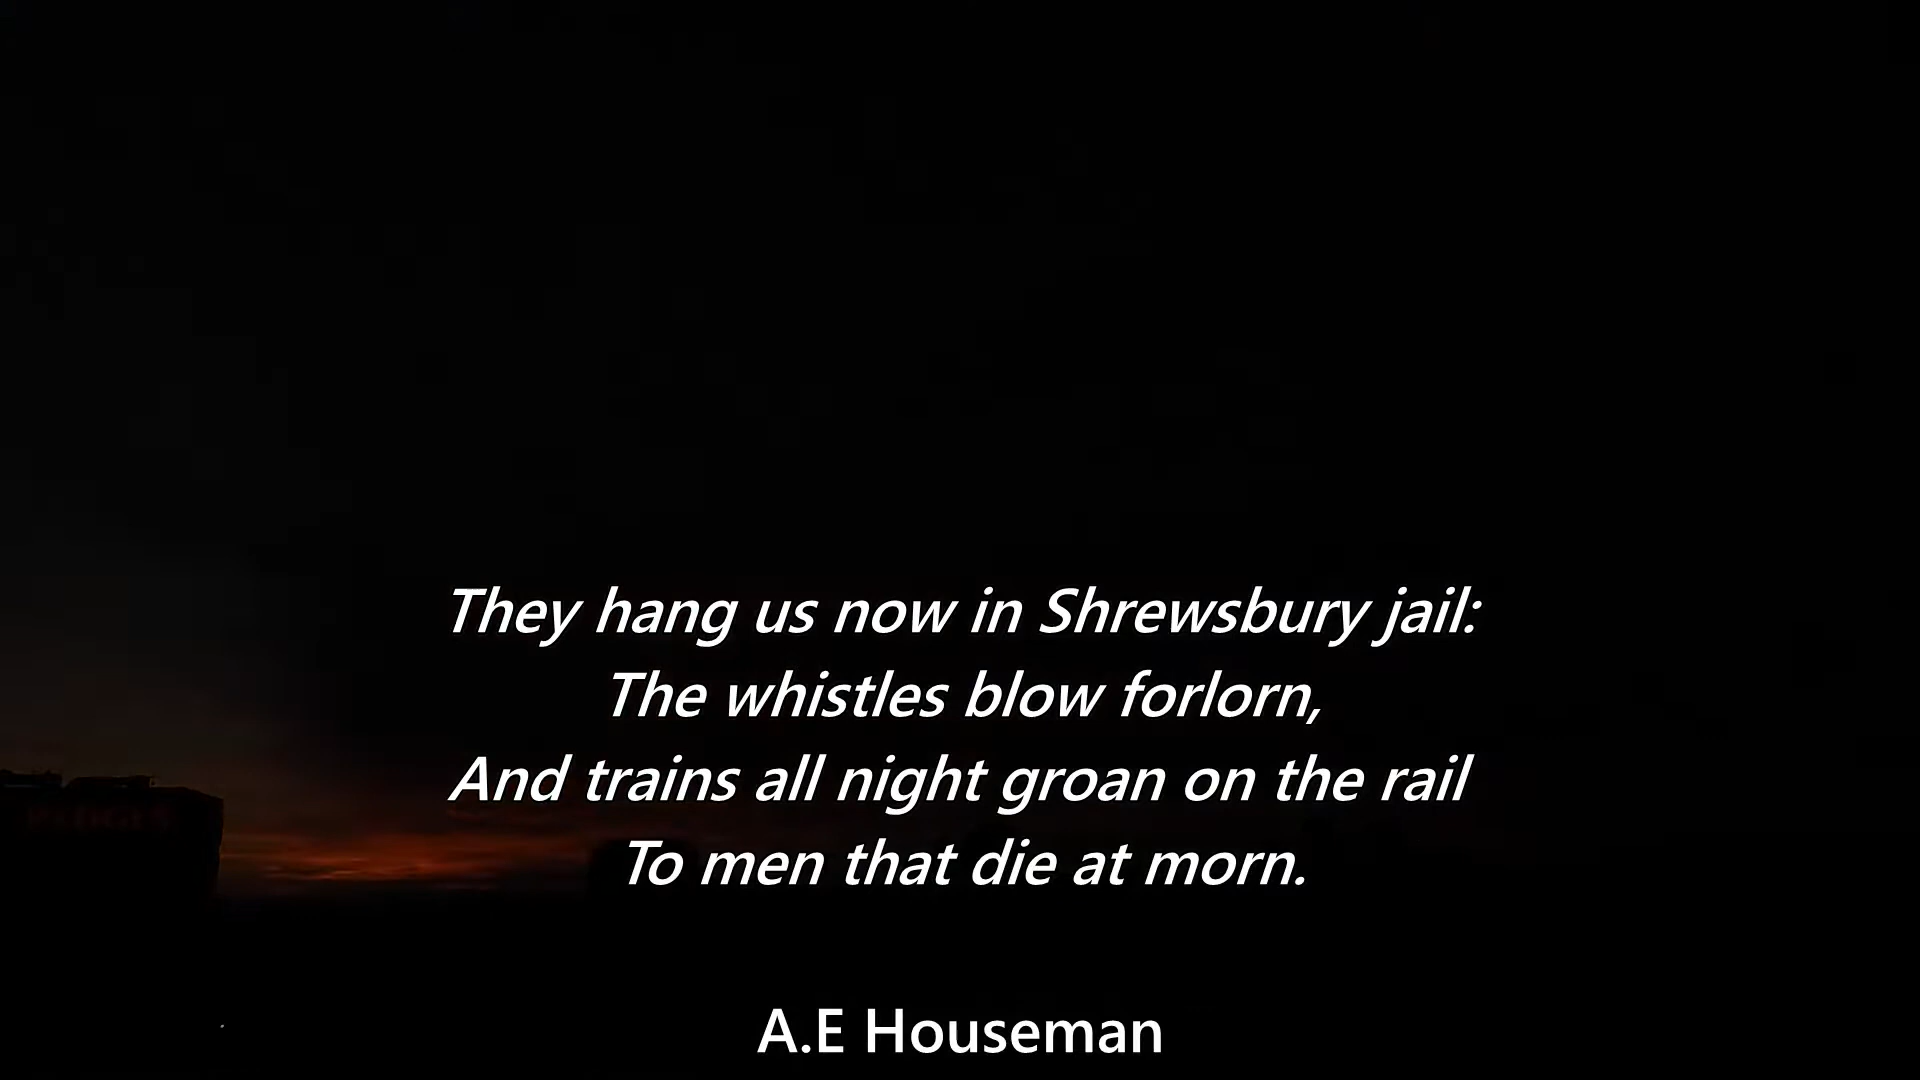 They hang us now in Shrewsbury jail:
The whistles blow forlorn,
And trains all night groan on the rail
To men that die at morn.
A.E Houseman